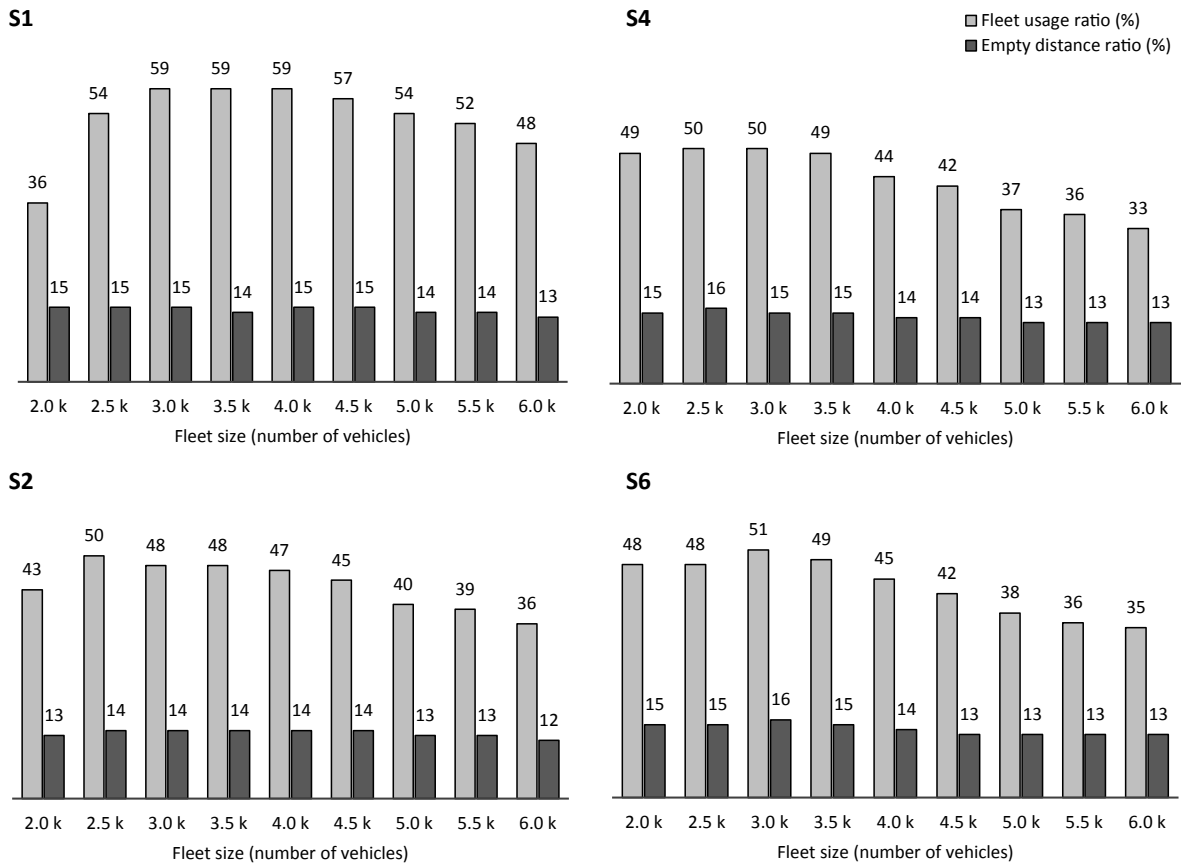 S1
59 59 59
57
54 54
52
48
36
15 15 15 14 15 15 14 14 13
2.0 k 2.5 k 3.0 k 3.5 k 4.0 k 4.5 k 5.0 k 5.5 k 6.0 k
Fleet size (number of vehicles)
S4
Fleet usage ratio (%)
Empty distance ratio (%)
49 50 50 49 44 42 37 36 33
15 16 15 15 14 14 13 13 13
2.0 k 2.5 k 3.0 k 3.5 k 4.0 k 4.5 k 5.0 k 5.5 k 6.0 k
Fleet size (number of vehicles)
S2
43 50 48 48 47 45 40 39 36
13 14 14 14 14 14 13 13 12
2.0 k 2.5 k 3.0 k 3.5 k 4.0 k 4.5 k 5.0 k 5.5 k 6.0 k
Fleet size (number of vehicles)
S6
48 48 51 49 45 42 38 36 35
15 15 16 15 14 13 13 13 13
2.0 k 2.5 k 3.0 k 3.5 k 4.0 k 4.5 k 5.0 k 5.5 k 6.0 k
Fleet size (number of vehicles)